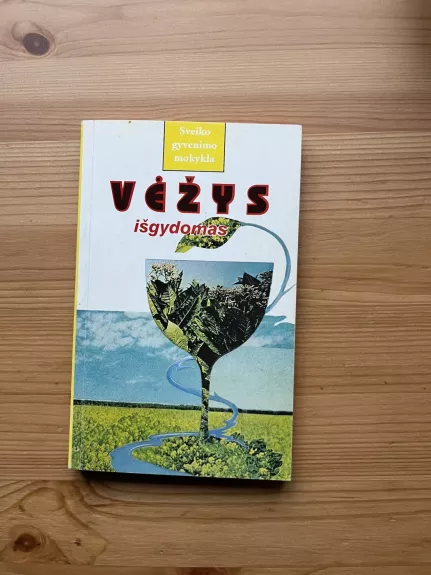 Sveiko
gyvenimo
mokykla
VĖŽYS
išgydomas